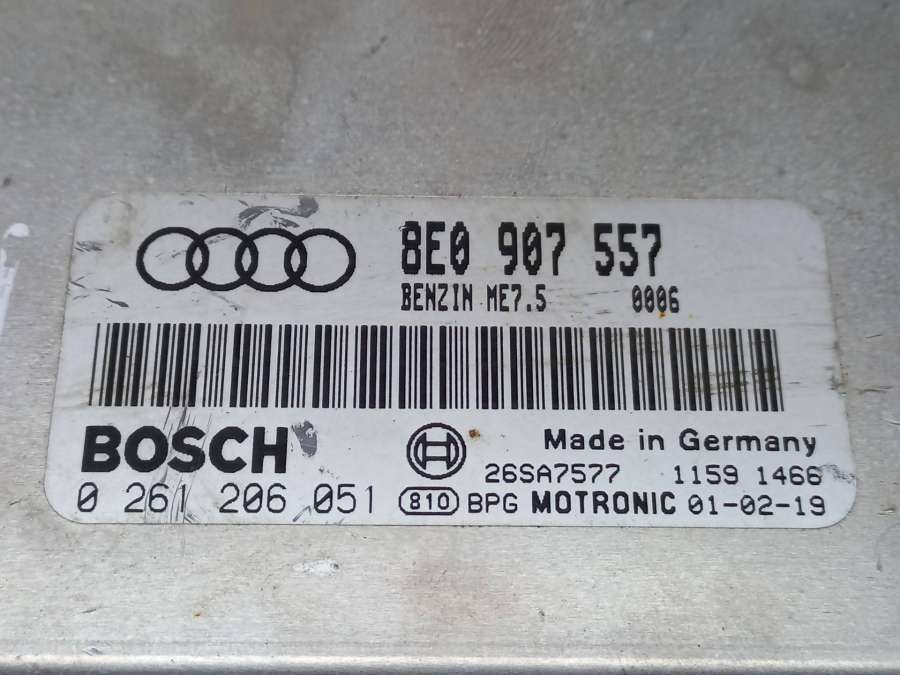 8E0 907 557
BENZIN ME7.5 0006
BOSCH
Made in Germany
26SA7577 1159 1466
0 261 206 051 810 BPG MOTRONIC 01-02-19